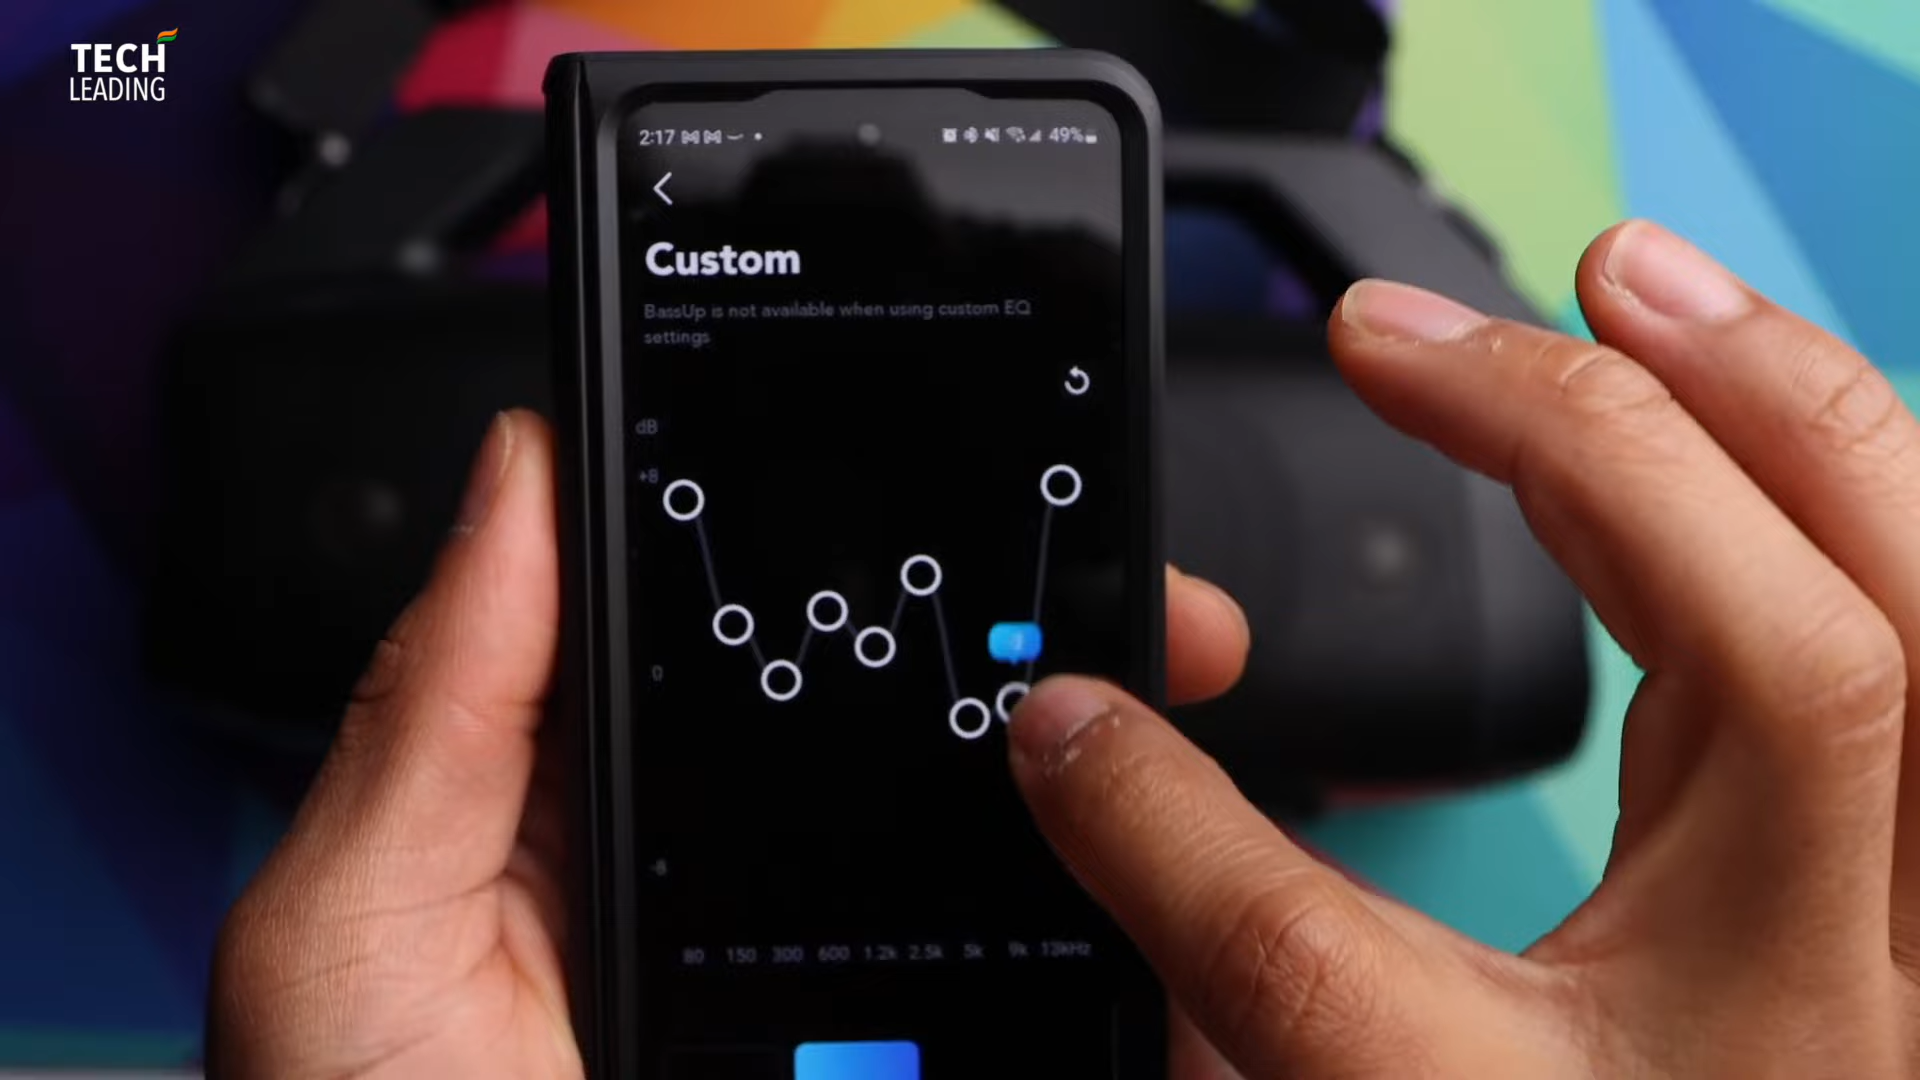 TECH
LEADING
2:17
49%
Custom
BassUp is not available when using custom EQ
settings
dB
+8
0
80 150 300 600 1.2k 2.5k 5k 9k 13kHz